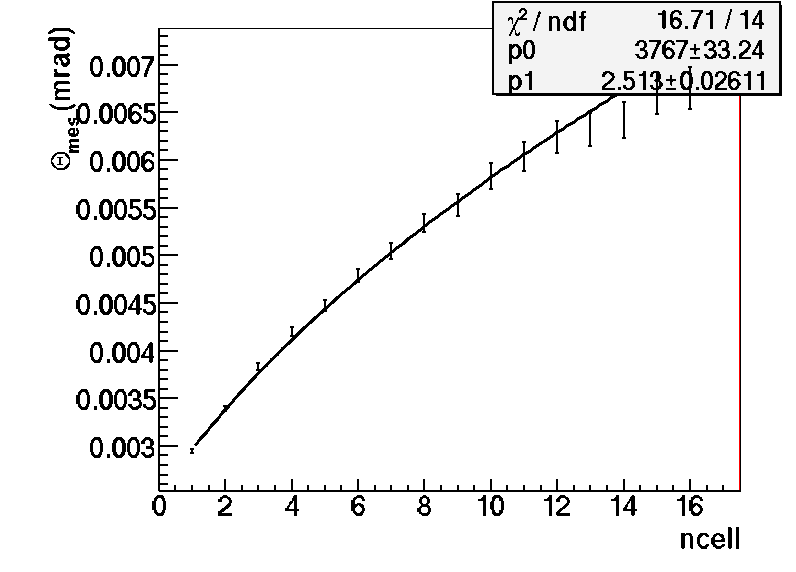 χ² / ndf 16.71 / 14
p0 3767±33.24
p1 2.513±0.02611
Θmes (mrad)
0.007
0.0065
0.006
0.0055
0.005
0.0045
0.004
0.0035
0.003
0 2 4 6 8 10 12 14 16
ncell